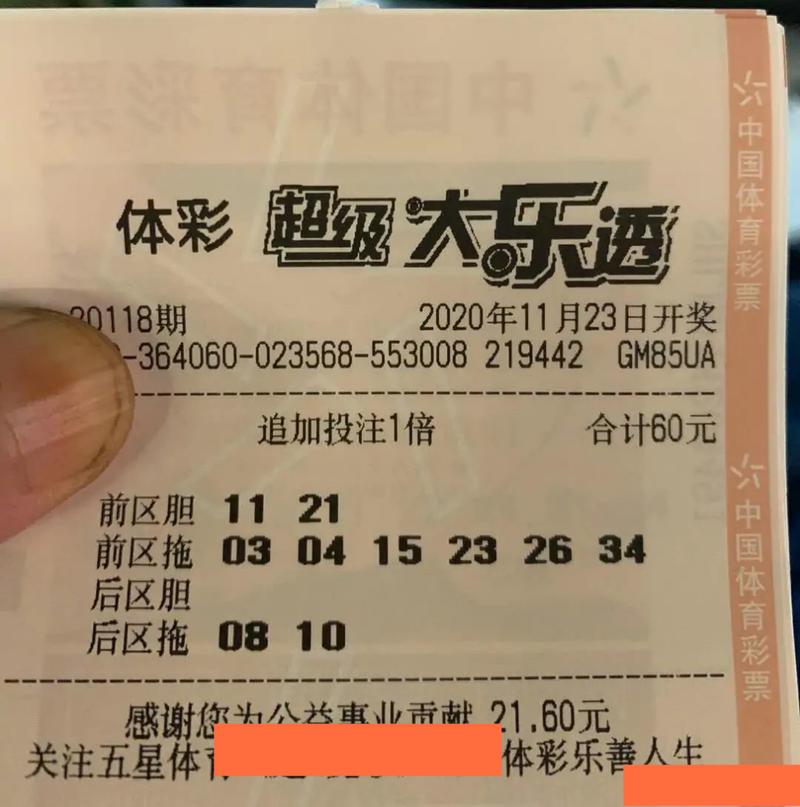 体彩 超级大乐透
20118期 2020年11月23日开奖
-364060-023568-553008 219442 GM85UA
追加投注1倍 合计60元
前区胆 11 21
前区拖 03 04 15 23 26 34
后区胆
后区拖 08 10
感谢您为公益事业贡献 21.60元
关注五星体育 体彩乐善人生
中国体育彩票
中国体育彩票
中国体育彩票